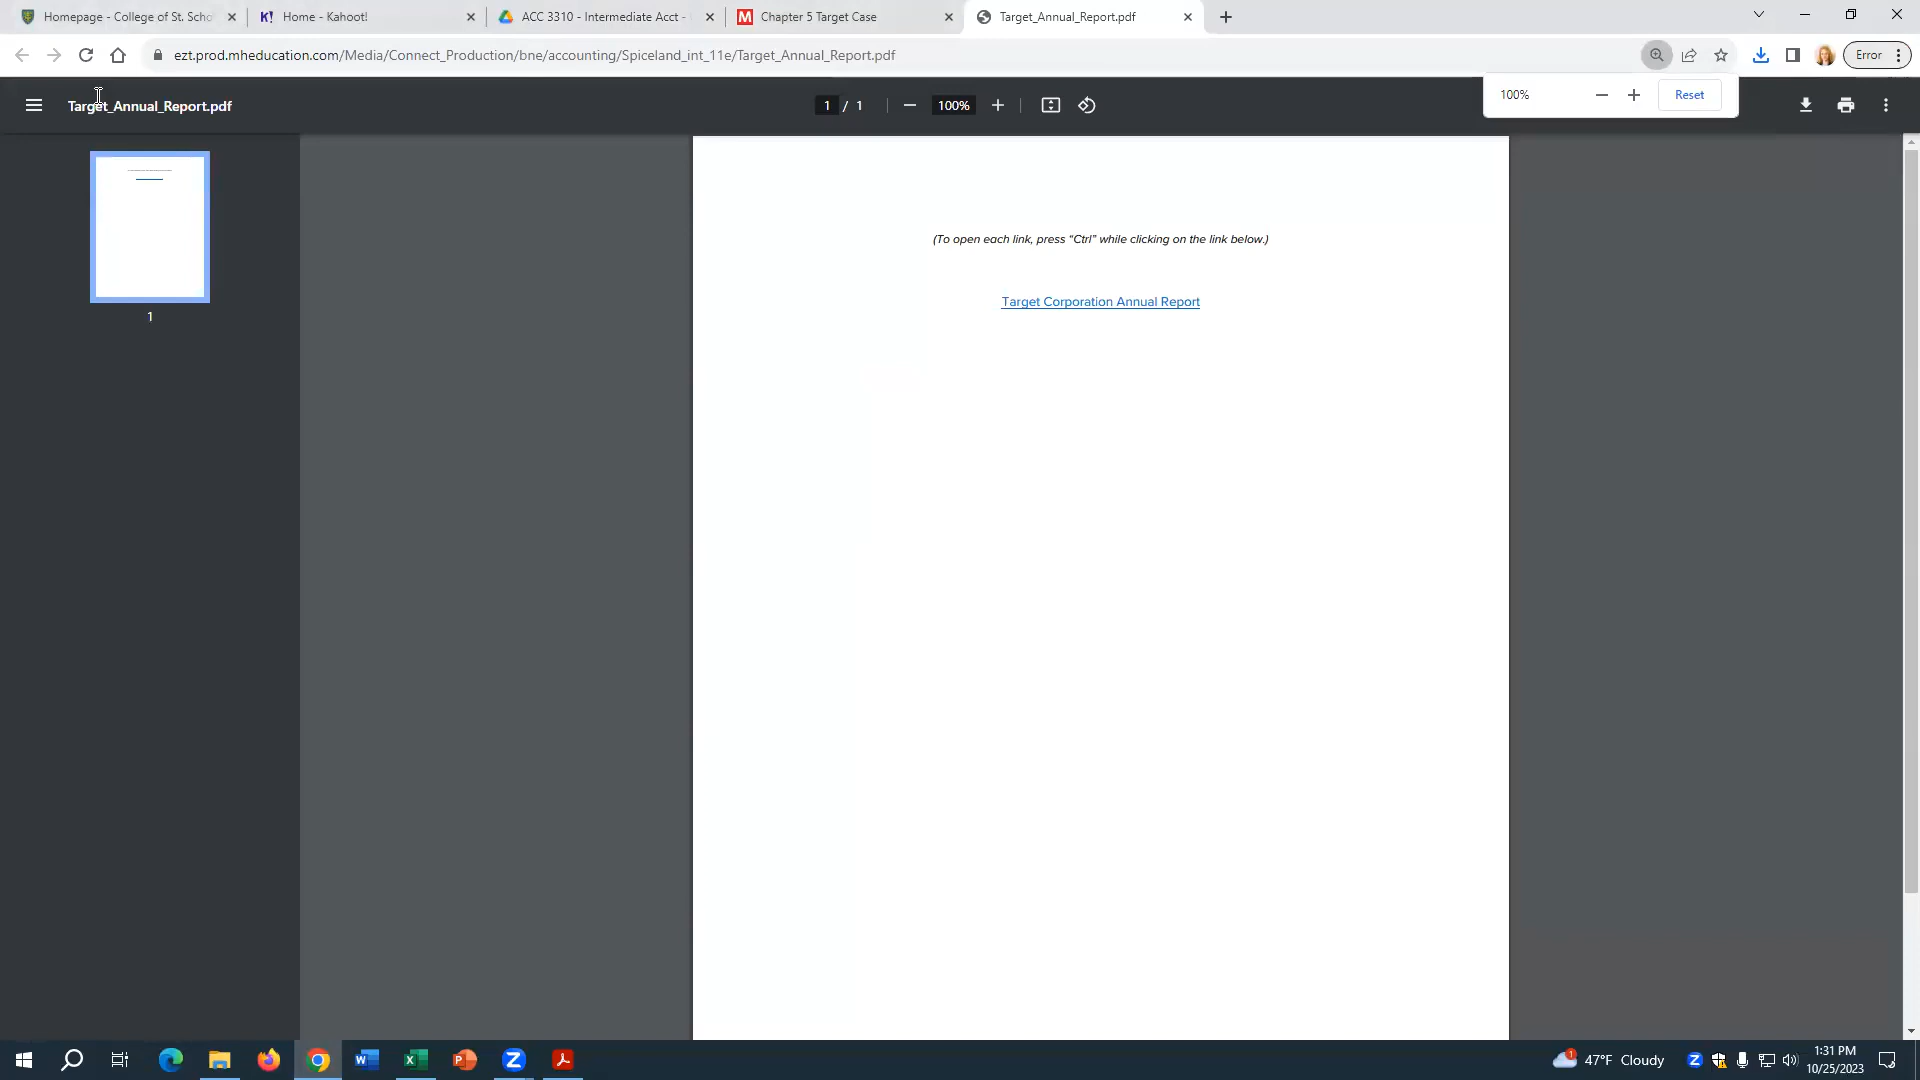 Homepage - College of St. Scho
Home - Kahoot!
ACC 3310 - Intermediate Acct -
Chapter 5 Target Case
Target_Annual_Report.pdf
ezt.prod.mheducation.com/Media/Connect_Production/bne/accounting/Spiceland_int_11e/Target_Annual_Report.pdf
Error
Target_Annual_Report.pdf
1 / 1
100%
100%
Reset
1
(To open each link, press “Ctrl” while clicking on the link below.)
Target Corporation Annual Report
47°F Cloudy
1:31 PM
10/25/2023